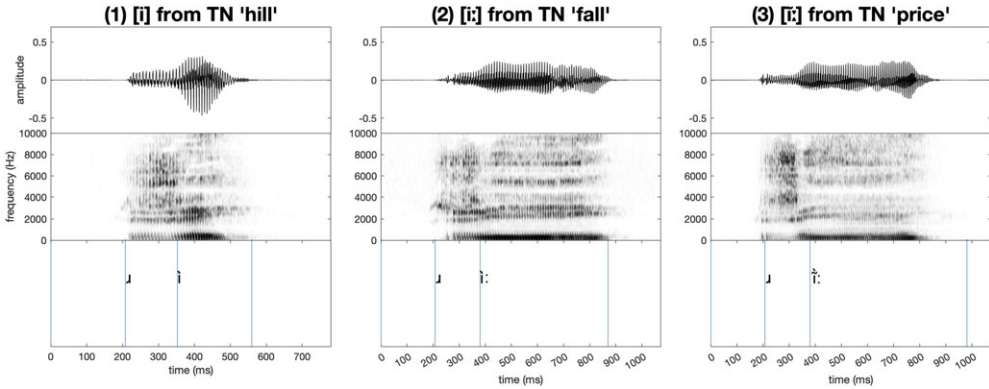 (1) [ì] from TN 'hill'
amplitude
0.5
0
-0.5
frequency (Hz)
10000
8000
6000
4000
2000
0
ɹ ì
0 100 200 300 400 500 600 700
time (ms)
(2) [ìː] from TN 'fall'
0.5
0
-0.5
10000
8000
6000
4000
2000
0
ɹ ìː
0 100 200 300 400 500 600 700 800 900 1000
time (ms)
(3) [ĩ̀ː] from TN 'price'
0.5
0
-0.5
10000
8000
6000
4000
2000
0
ɹ ĩ̀ː
0 100 200 300 400 500 600 700 800 900 1000
time (ms)